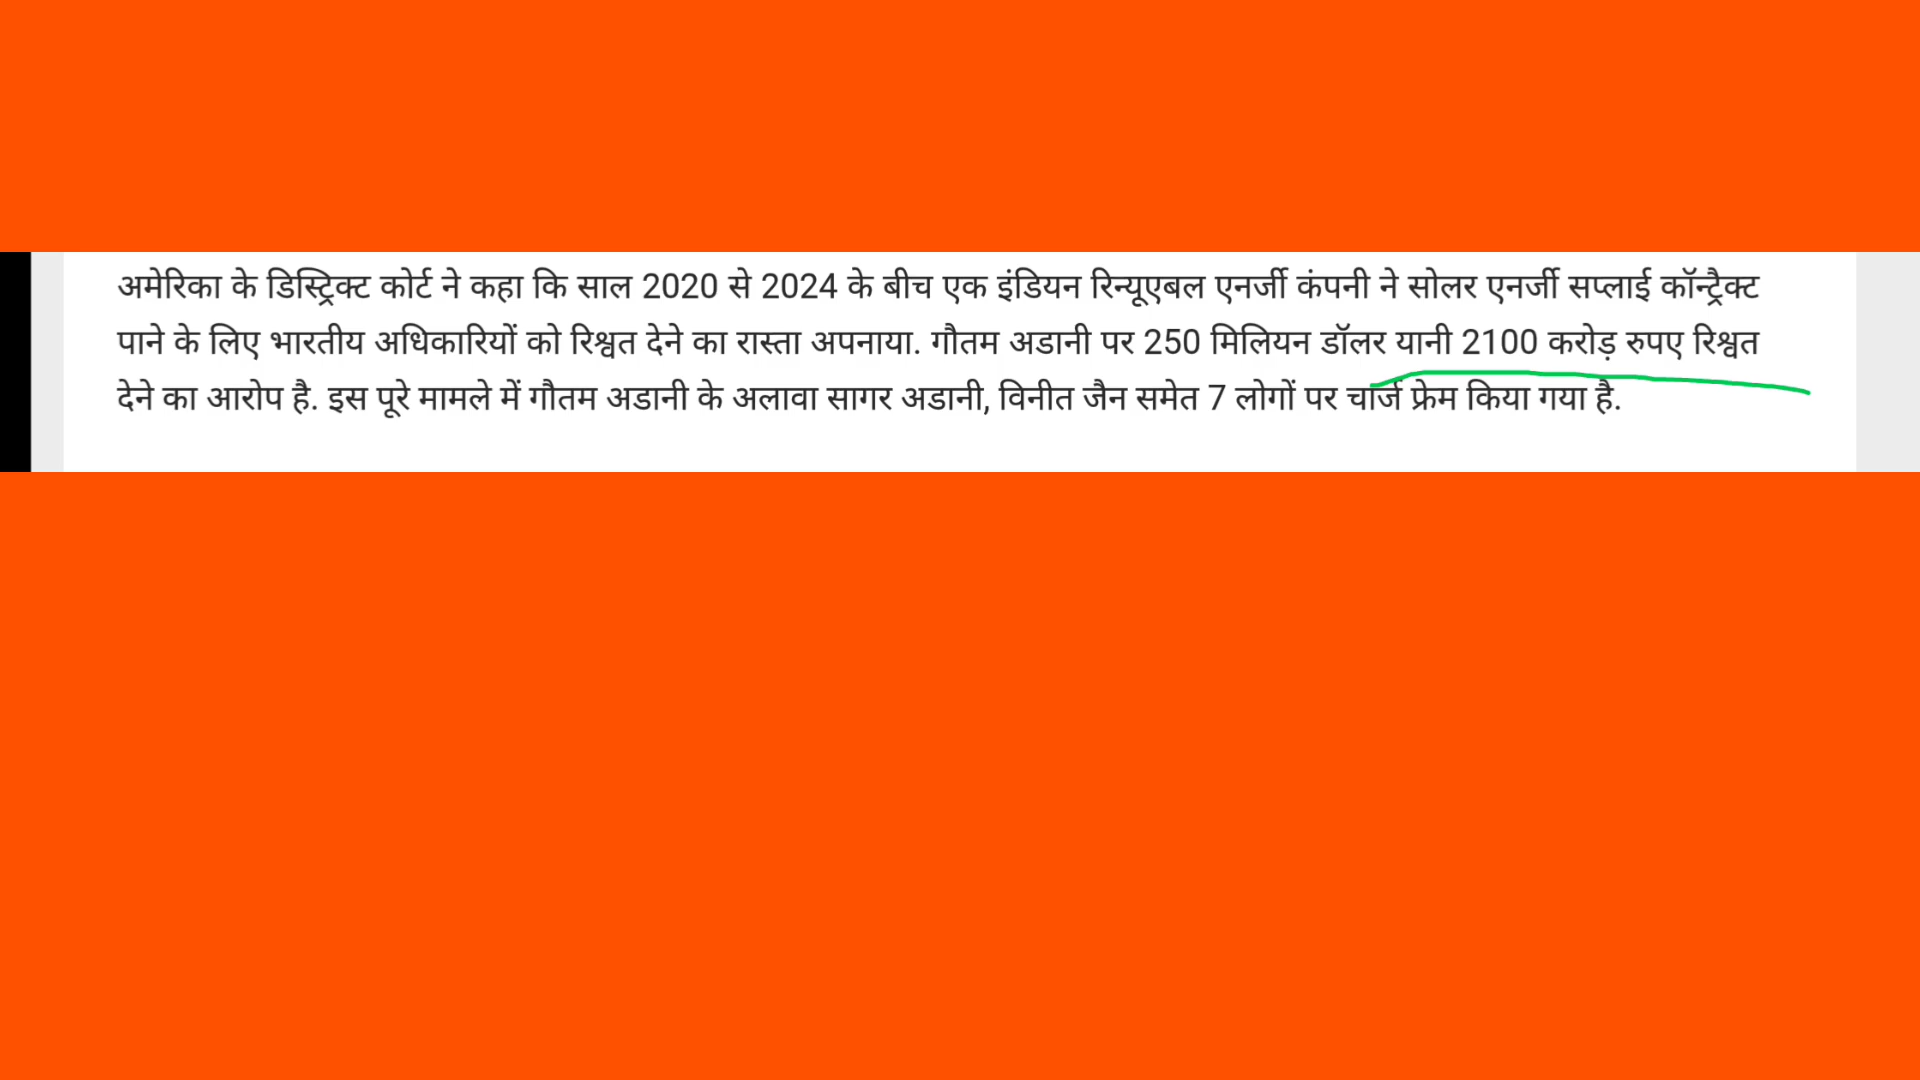 अमेरिका के डिस्ट्रिक्ट कोर्ट ने कहा कि साल 2020 से 2024 के बीच एक इंडियन रिन्यूएबल एनर्जी कंपनी ने सोलर एनर्जी सप्लाई कॉन्ट्रैक्ट
पाने के लिए भारतीय अधिकारियों को रिश्वत देने का रास्ता अपनाया. गौतम अडानी पर 250 मिलियन डॉलर यानी 2100 करोड़ रुपए रिश्वत
देने का आरोप है. इस पूरे मामले में गौतम अडानी के अलावा सागर अडानी, विनीत जैन समेत 7 लोगों पर चार्ज फ्रेम किया गया है.